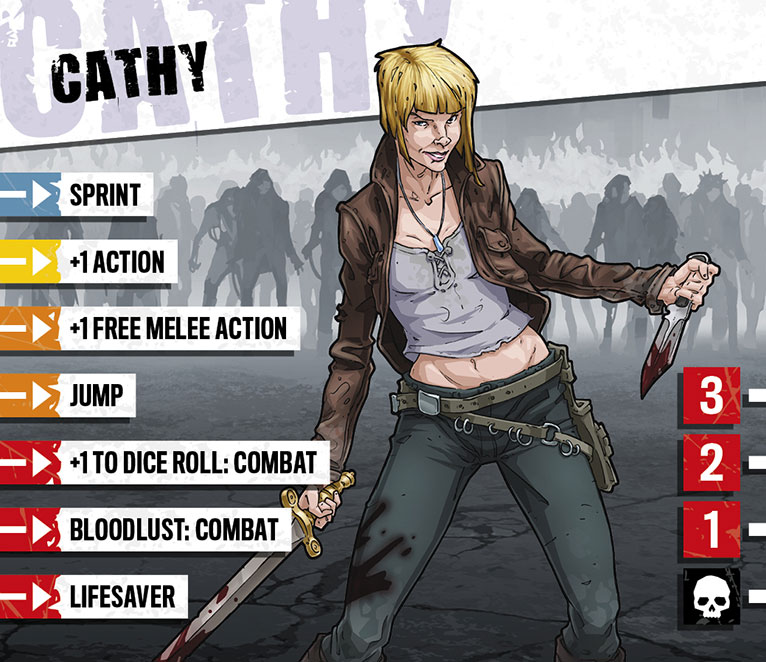 CATHY
CATHY
SPRINT
+1 ACTION
+1 FREE MELEE ACTION
JUMP
+1 TO DICE ROLL: COMBAT
BLOODLUST: COMBAT
LIFESAVER
3
2
1